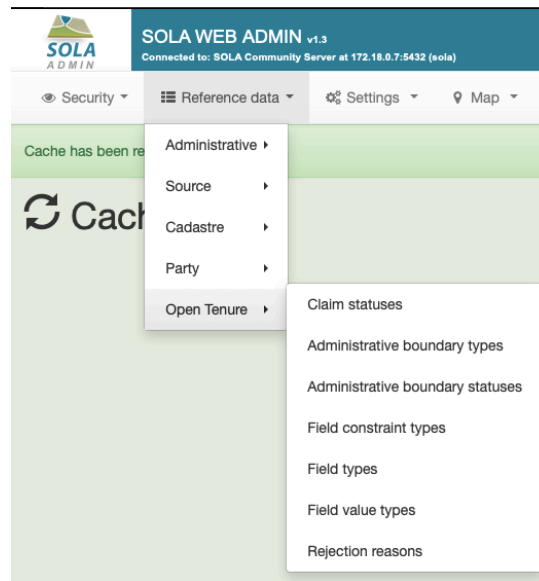 SOLA
ADMIN
SOLA WEB ADMIN v1.3
Connected to: SOLA Community Server at 172.18.0.7:5432 (sola)
Security Reference data Settings Map
Cache has been re
Cach
Administrative
Source
Cadastre
Party
Open Tenure
Claim statuses
Administrative boundary types
Administrative boundary statuses
Field constraint types
Field types
Field value types
Rejection reasons